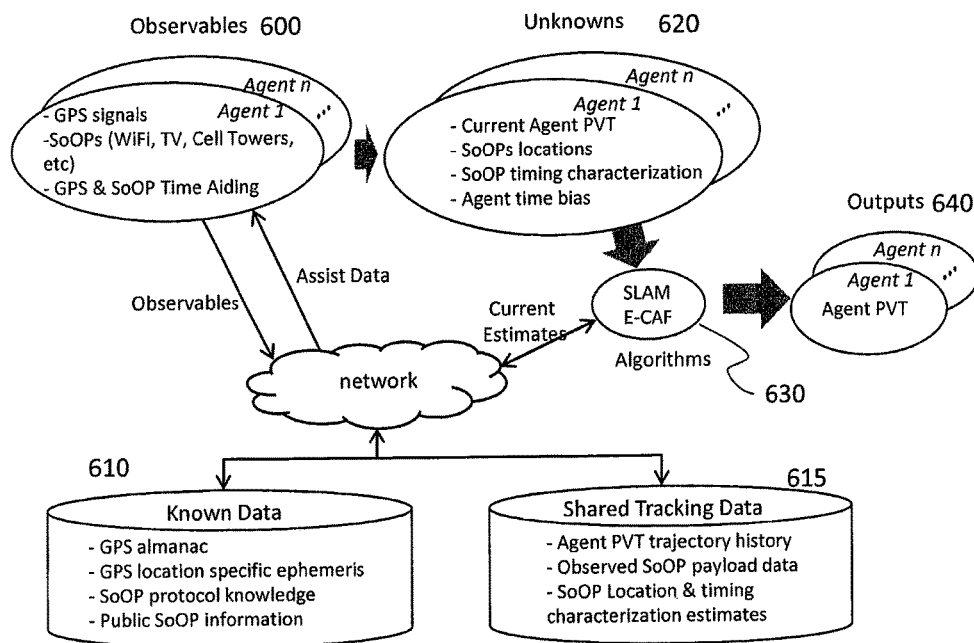 Observables 600
Unknowns 620
Agent n
Agent 1
...
- GPS signals
-SoOPs (WiFi, TV, Cell Towers,
etc)
- GPS & SoOP Time Aiding
Agent n
Agent 1
...
- Current Agent PVT
- SoOPs locations
- SoOP timing characterization
- Agent time bias
Outputs 640
Agent n
Agent 1
...
Agent PVT
Assist Data
Observables
Current
Estimates
SLAM
E-CAF
Algorithms
630
network
610
Known Data
- GPS almanac
- GPS location specific ephemeris
- SoOP protocol knowledge
- Public SoOP information
615
Shared Tracking Data
- Agent PVT trajectory history
- Observed SoOP payload data
- SoOP Location & timing
characterization estimates